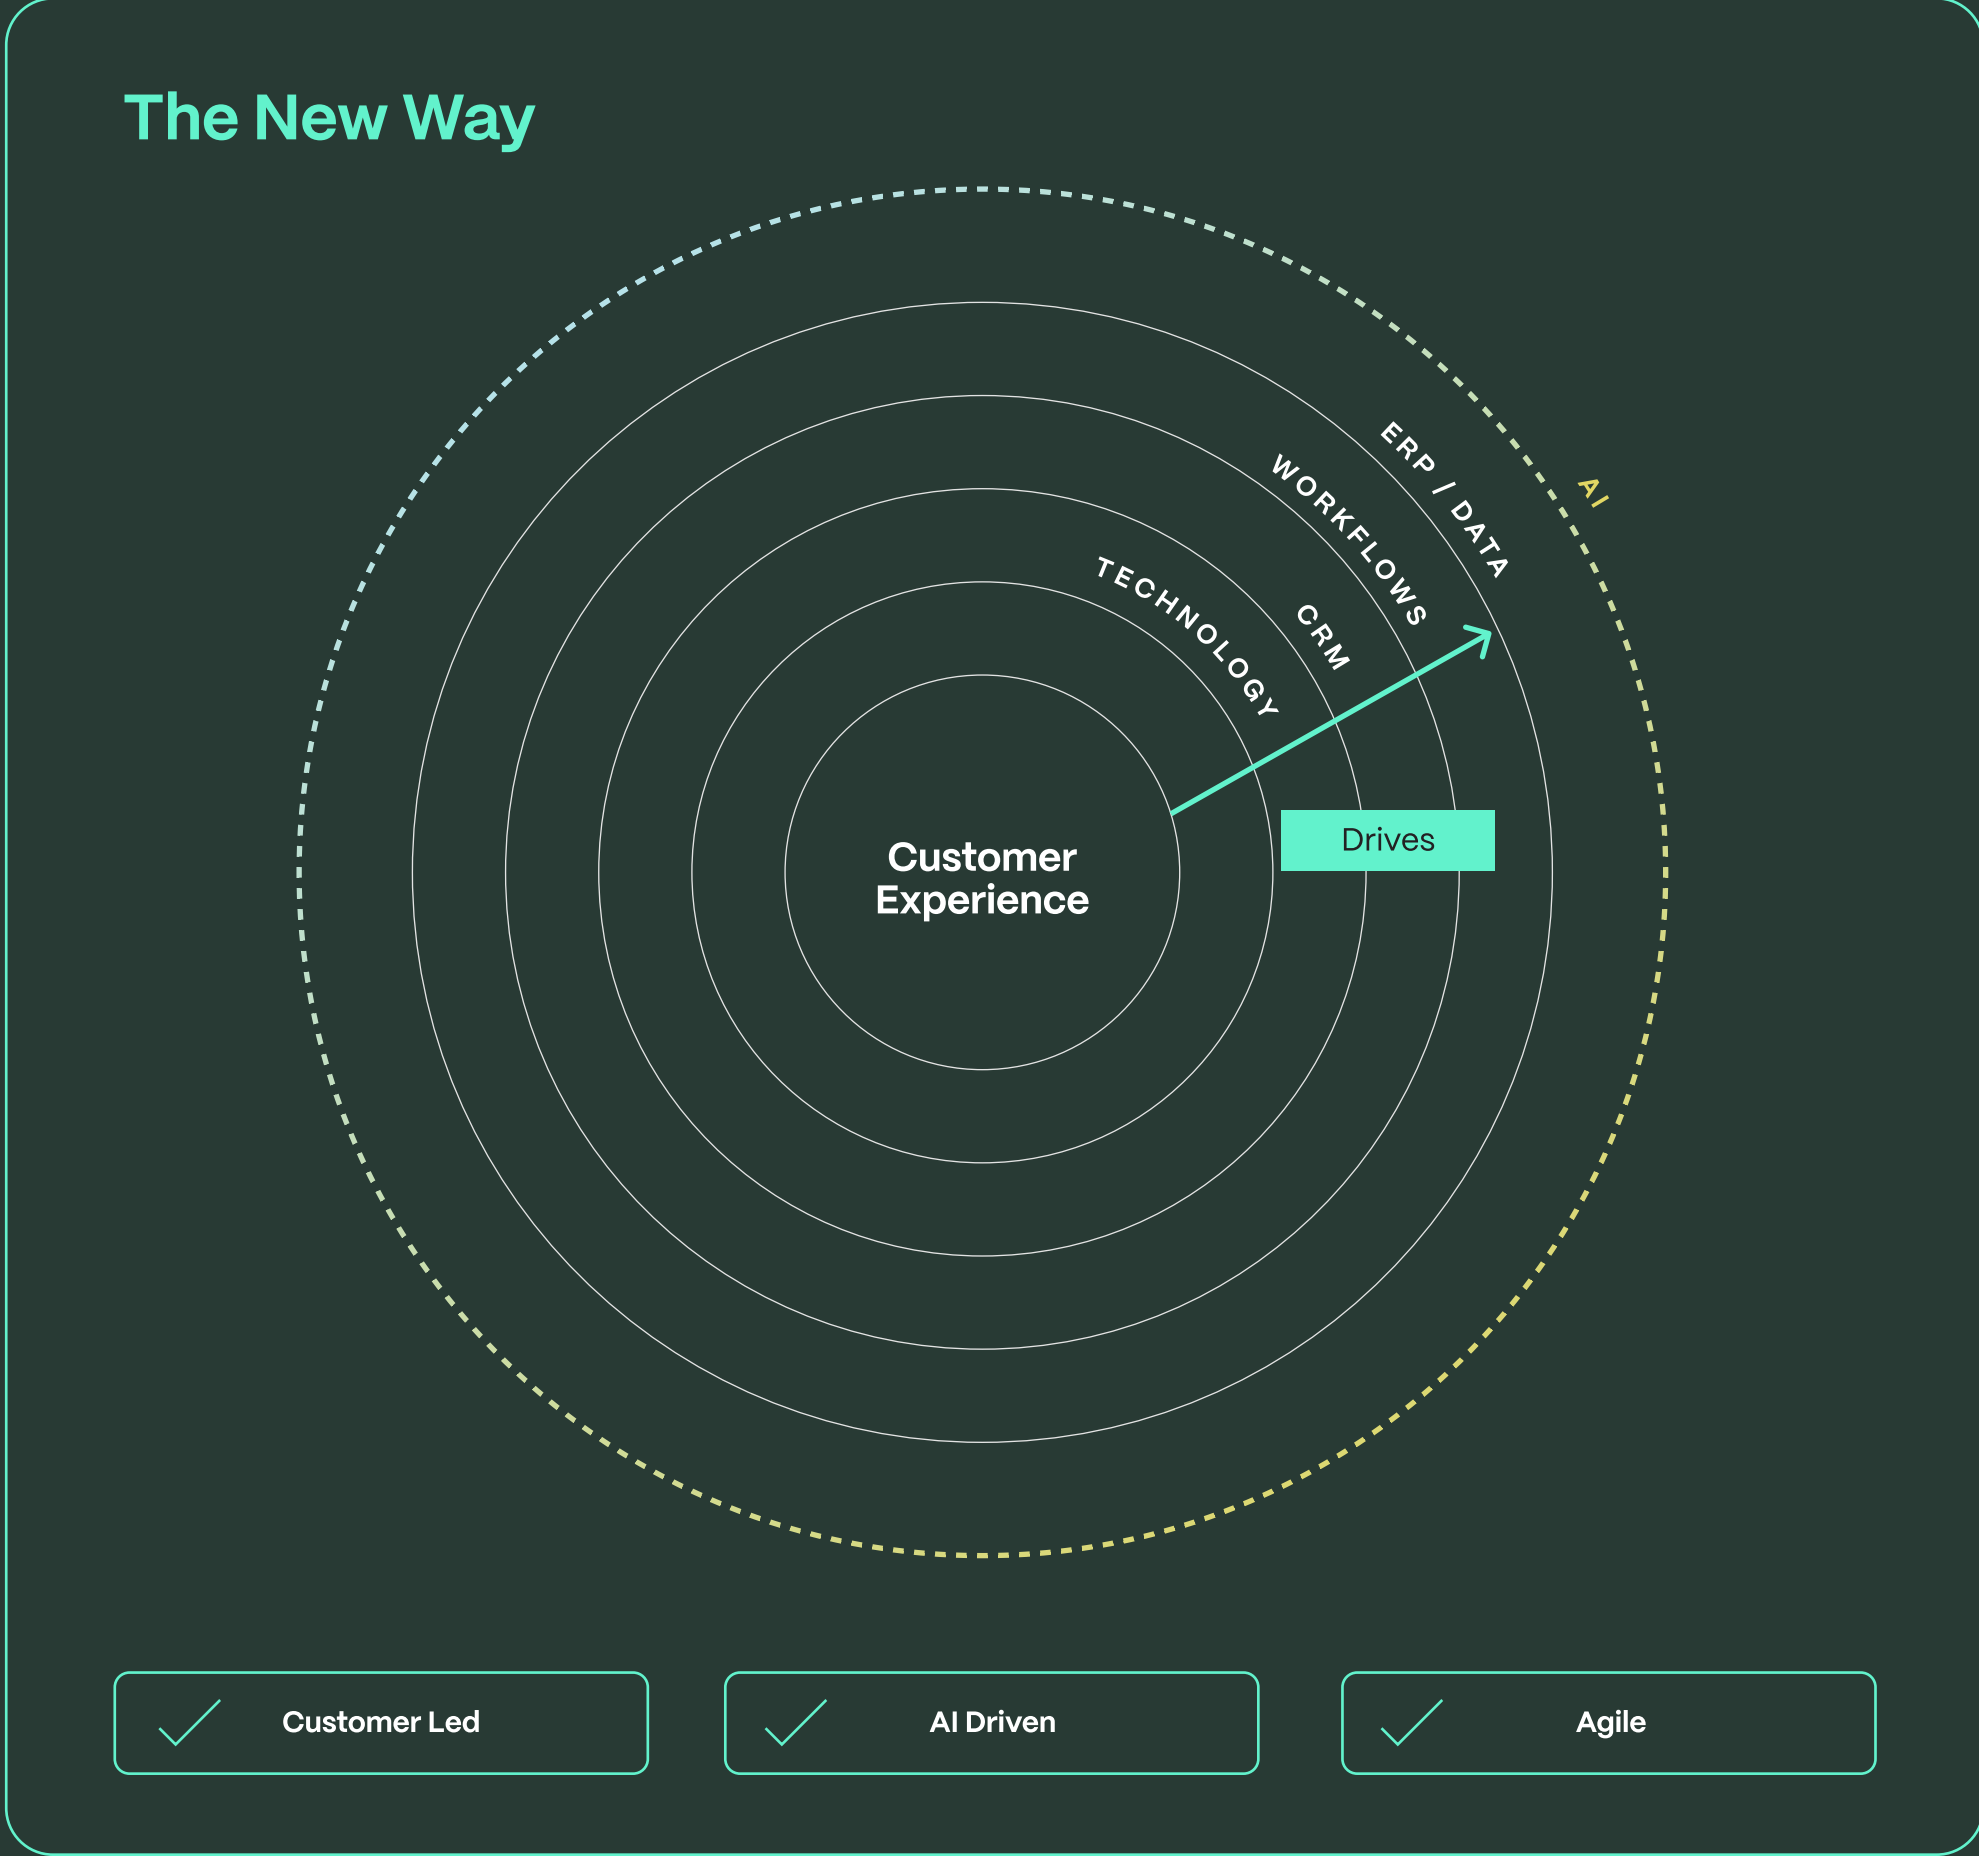 The New Way
ERP / DATA
AI
WORKFLOWS
TECHNOLOGY
CRM
Drives
Customer
Experience
Customer Led
AI Driven
Agile